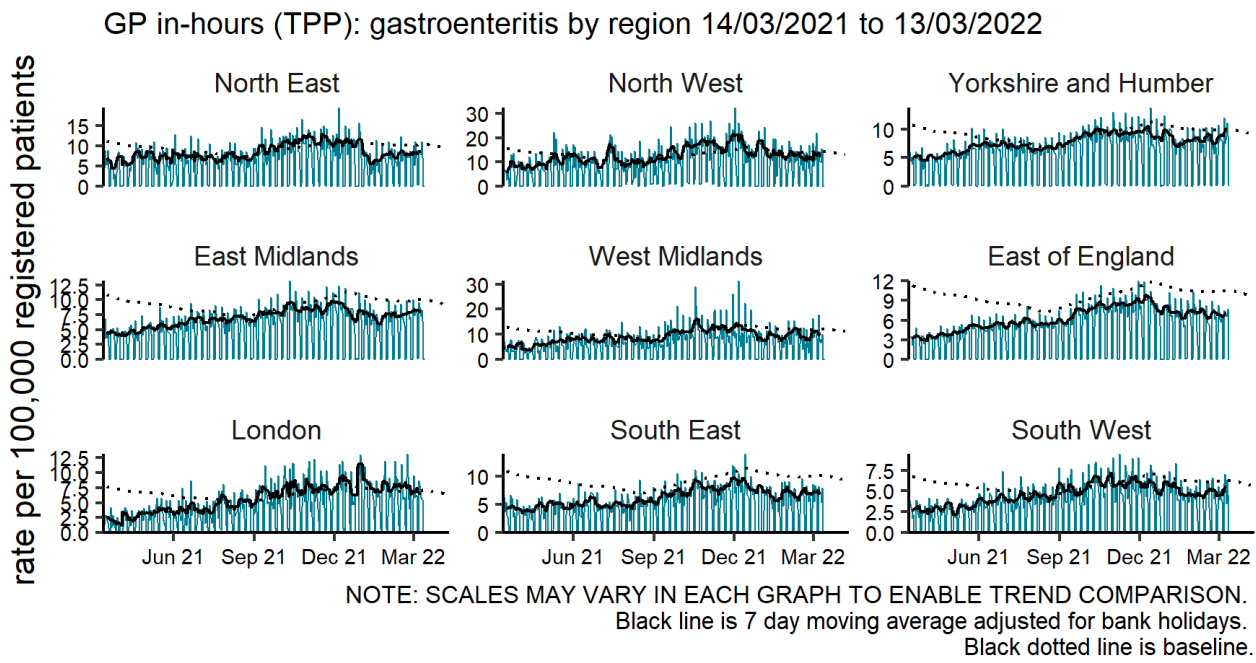 GP in-hours (TPP): gastroenteritis by region 14/03/2021 to 13/03/2022
rate per 100,000 registered patients
North East
15
10
5
0
North West
30
20
10
0
Yorkshire and Humber
10
5
0
East Midlands
12.5
10.0
7.5
5.0
2.5
0.0
West Midlands
30
20
10
0
East of England
12
9
6
3
0
London
12.5
10.0
7.5
5.0
2.5
0.0
Jun 21 Sep 21 Dec 21 Mar 22
South East
10
5
0
Jun 21 Sep 21 Dec 21 Mar 22
South West
7.5
5.0
2.5
0.0
Jun 21 Sep 21 Dec 21 Mar 22
NOTE: SCALES MAY VARY IN EACH GRAPH TO ENABLE TREND COMPARISON.
Black line is 7 day moving average adjusted for bank holidays.
Black dotted line is baseline.